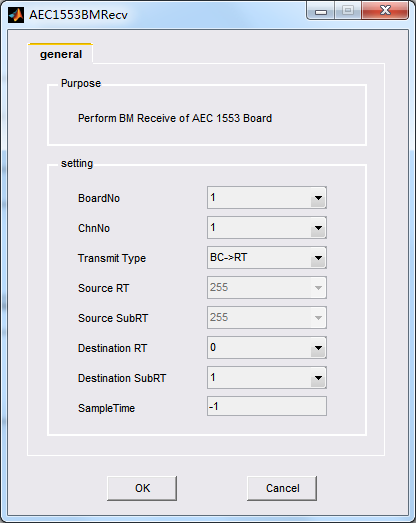 AEC1553BMRecv
general
Purpose
Perform BM Receive of AEC 1553 Board
setting
BoardNo 1
ChnNo 1
Transmit Type BC->RT
Source RT 255
Source SubRT 255
Destination RT 0
Destination SubRT 1
SampleTime -1
OK Cancel